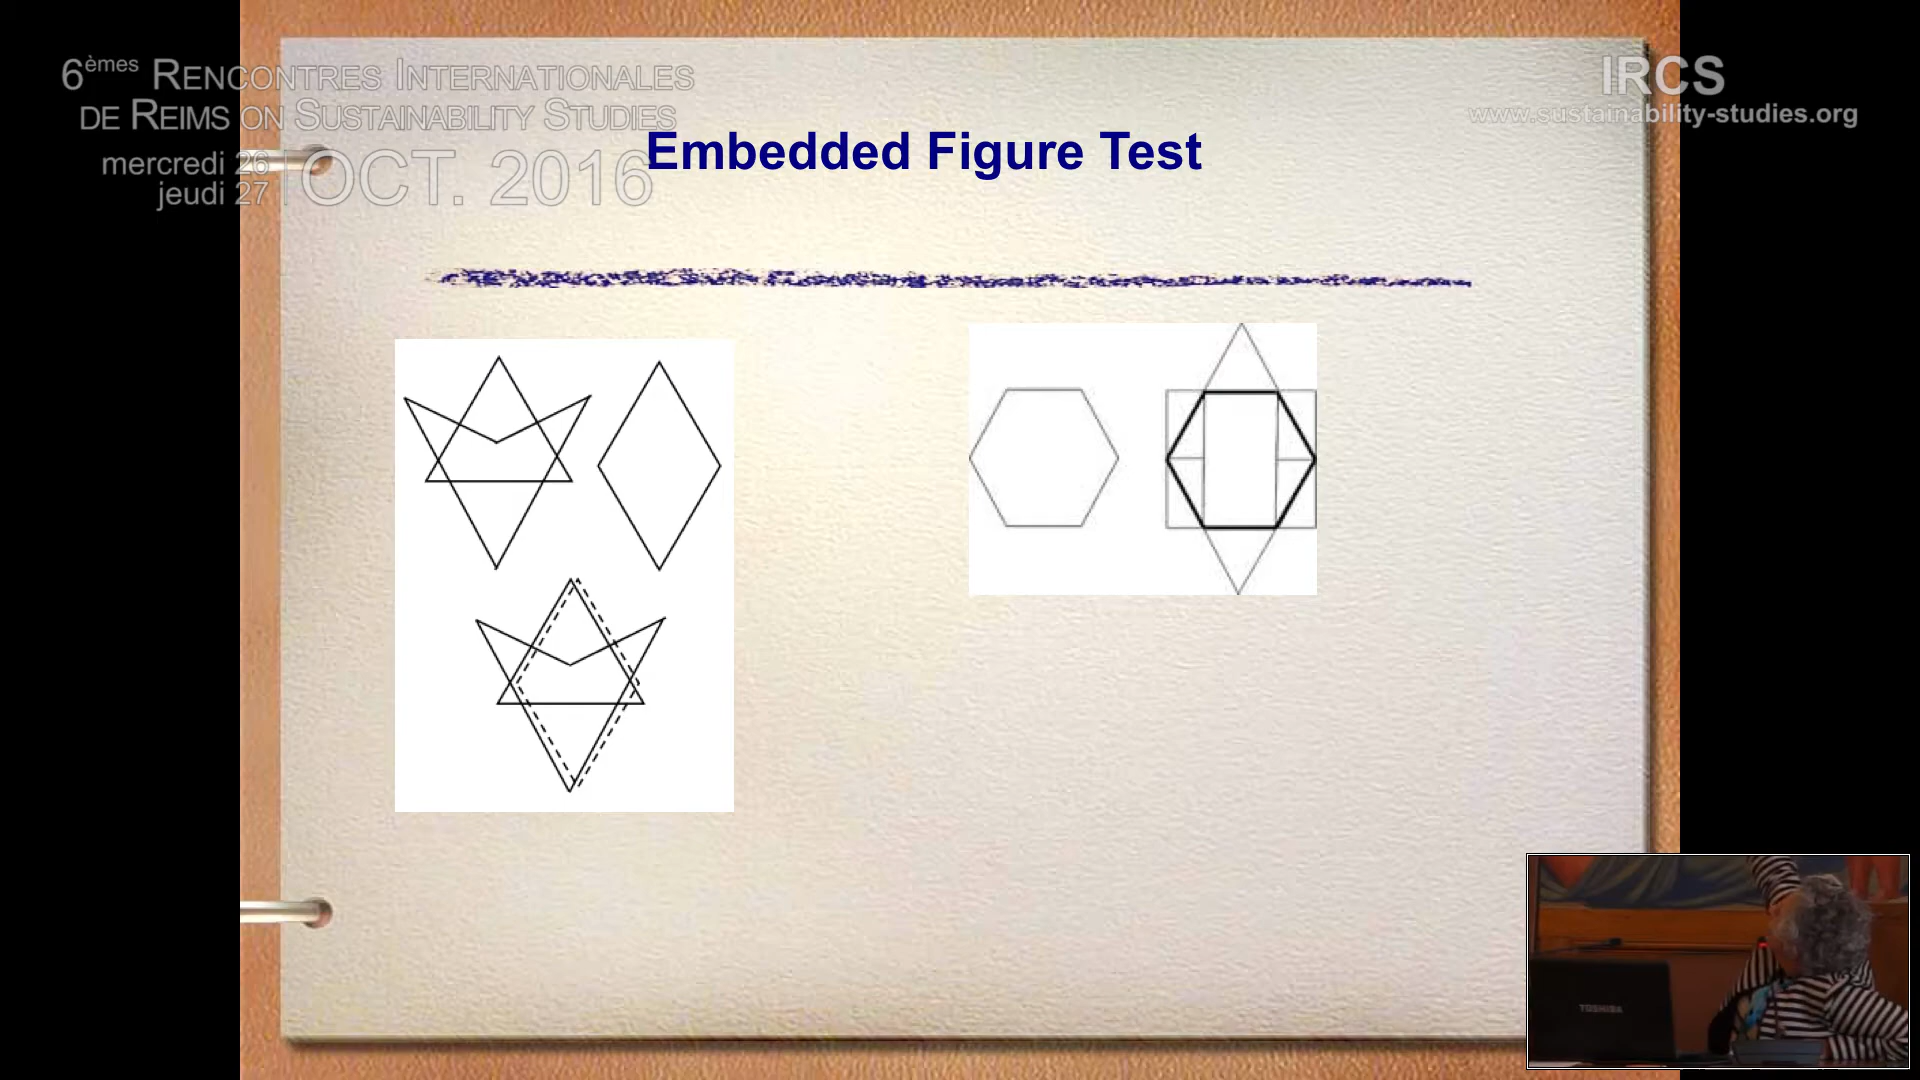 6èmes RENCONTRES INTERNATIONALES
DE REIMS ON SUSTAINABILITY STUDIES
mercredi 26
jeudi 27
OCT. 2016
IRCS
www.sustainability-studies.org
Embedded Figure Test
TOSHIBA